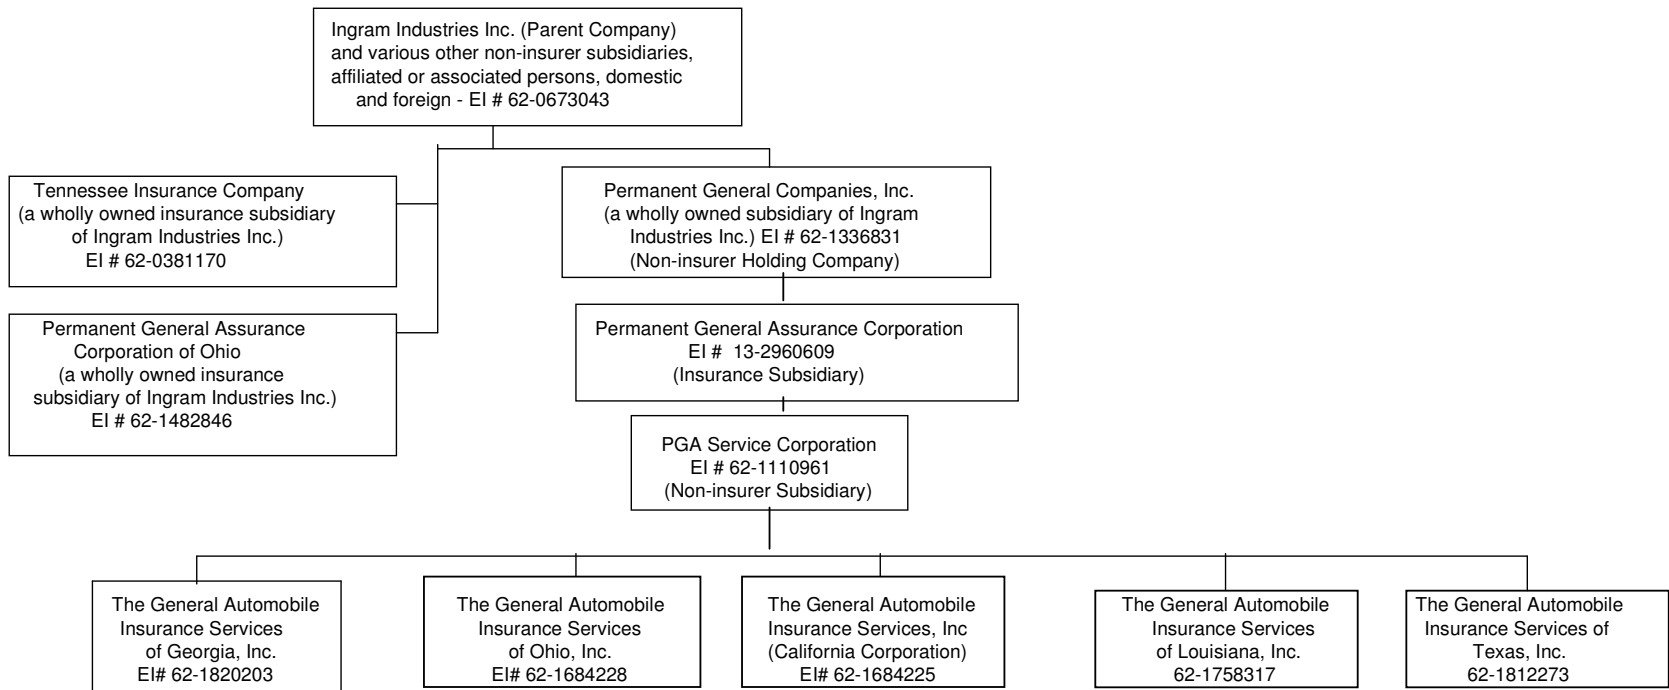 Ingram Industries Inc. (Parent Company)
and various other non-insurer subsidiaries,
affiliated or associated persons, domestic
and foreign - EI # 62-0673043
Tennessee Insurance Company
(a wholly owned insurance subsidiary
of Ingram Industries Inc.)
EI # 62-0381170
Permanent General Companies, Inc.
(a wholly owned subsidiary of Ingram
Industries Inc.) EI # 62-1336831
(Non-insurer Holding Company)
Permanent General Assurance
Corporation of Ohio
(a wholly owned insurance
subsidiary of Ingram Industries Inc.)
EI # 62-1482846
Permanent General Assurance Corporation
EI # 13-2960609
(Insurance Subsidiary)
PGA Service Corporation
EI # 62-1110961
(Non-insurer Subsidiary)
The General Automobile
Insurance Services
of Georgia, Inc.
EI# 62-1820203
The General Automobile
Insurance Services
of Ohio, Inc.
EI# 62-1684228
The General Automobile
Insurance Services, Inc
(California Corporation)
EI# 62-1684225
The General Automobile
Insurance Services
of Louisiana, Inc.
62-1758317
The General Automobile
Insurance Services of
Texas, Inc.
62-1812273